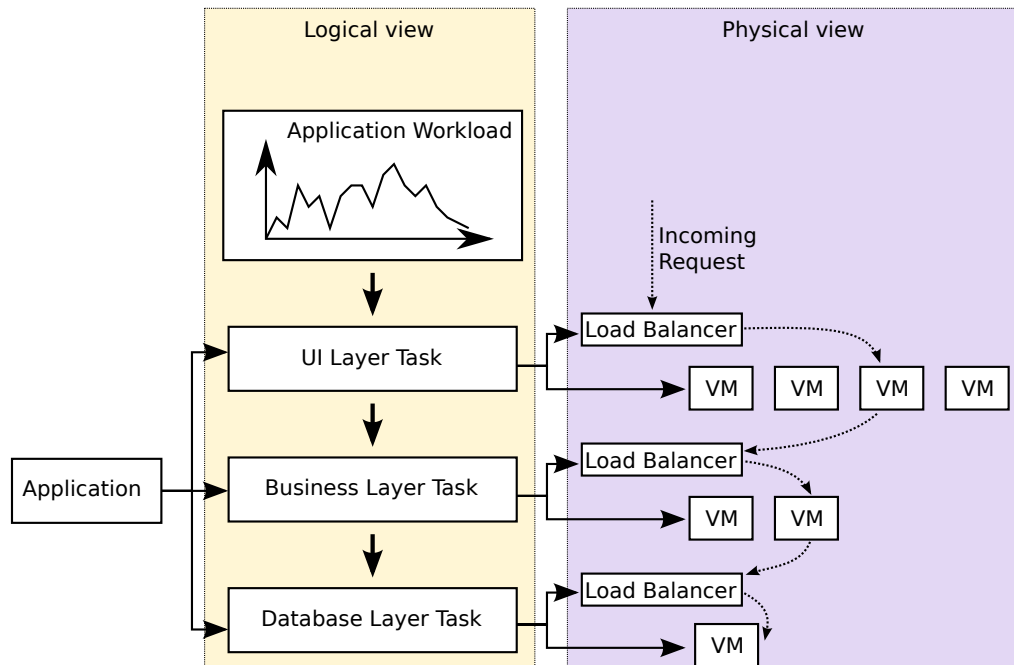 Logical view
Physical view
Application Workload
Incoming
Request
Load Balancer
UI Layer Task
VM
VM
VM
VM
Load Balancer
Application
Business Layer Task
VM
VM
Load Balancer
Database Layer Task
VM